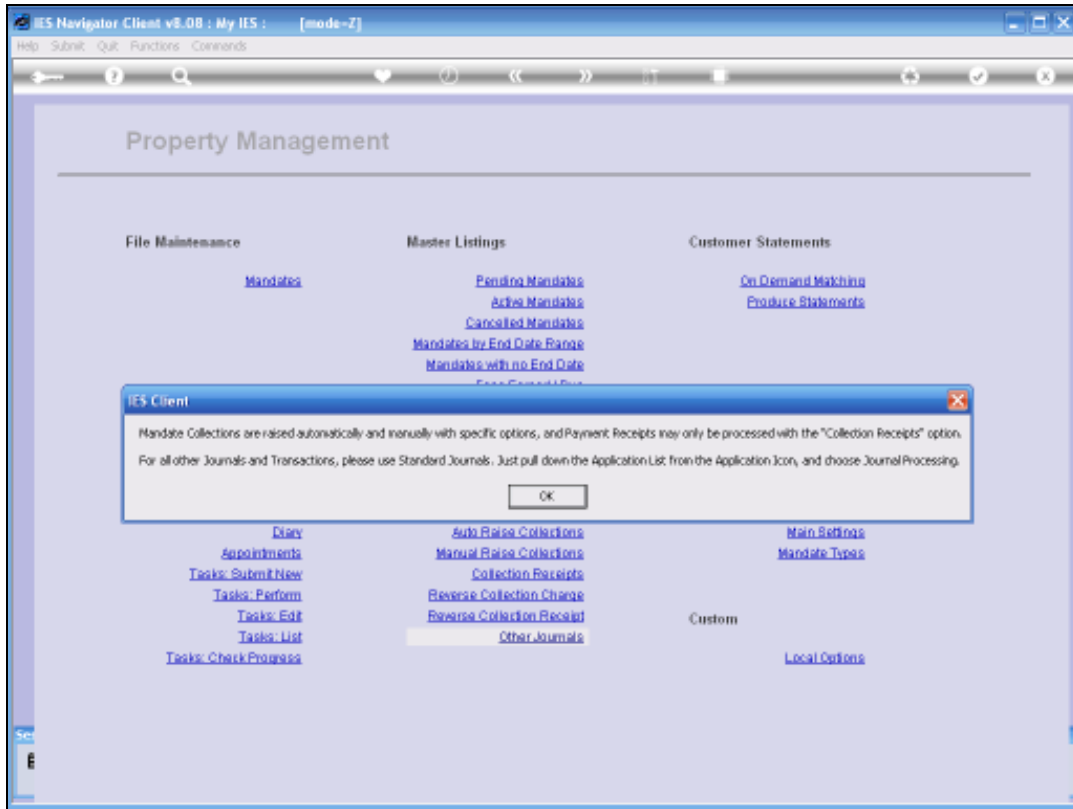 IES Navigator Client v8.08 : My IES : [mode=Z]
Help Submit Quit Functions Commands
Property Management
File Maintenance
Mandates
Master Listings
Pending Mandates
Active Mandates
Cancelled Mandates
Mandates by End Date Range
Mandates with no End Date
Customer Statements
On Demand Matching
Produce Statements
IES Client
Mandate Collections are raised automatically and manually with specific options, and Payment Receipts may only be processed with the "Collection Receipts" option.
For all other Journals and Transactions, please use Standard Journals. Just pull down the Application List from the Application Icon, and choose Journal Processing.
OK
Diary
Appointments
Tasks: Submit New
Tasks: Perform
Tasks: Edit
Tasks: List
Tasks: Check Progress
Auto Raise Collections
Manual Raise Collections
Collection Receipts
Reverse Collection Charge
Reverse Collection Receipt
Other Journals
Main Settings
Mandate Types
Custom
Local Options